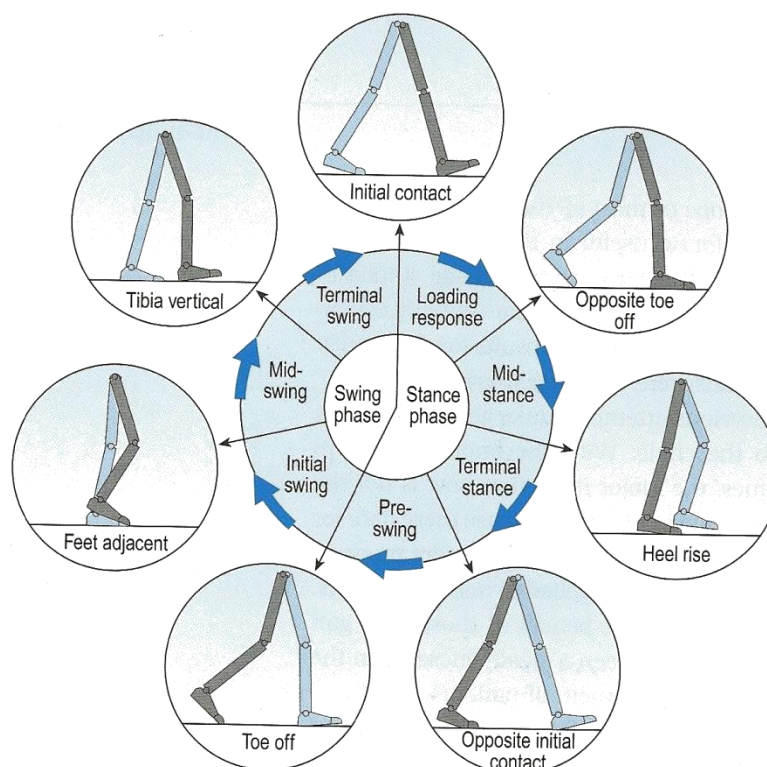 Initial contact
Opposite toe
off
Heel rise
Opposite initial
contact
Toe off
Feet adjacent
Tibia vertical
Loading
response
Mid-
stance
Terminal
stance
Pre-
swing
Initial
swing
Mid-
swing
Terminal
swing
Swing
phase
Stance
phase